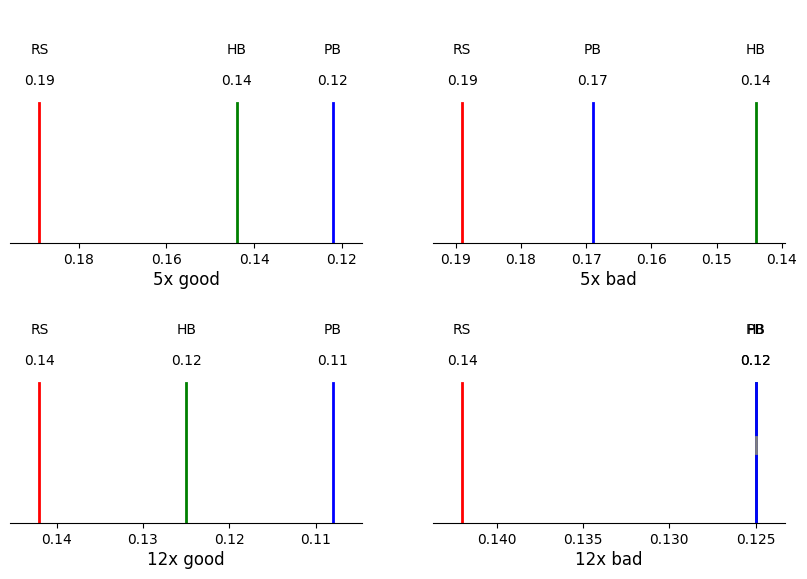 RS HB PB
0.19 0.14 0.12
0.18 0.16 0.14 0.12
5x good
RS PB HB
0.19 0.17 0.14
0.19 0.18 0.17 0.16 0.15 0.14
5x bad
RS HB PB
0.14 0.12 0.11
0.14 0.13 0.12 0.11
12x good
RS
0.14 0.12
0.140 0.135 0.130 0.125
12x bad